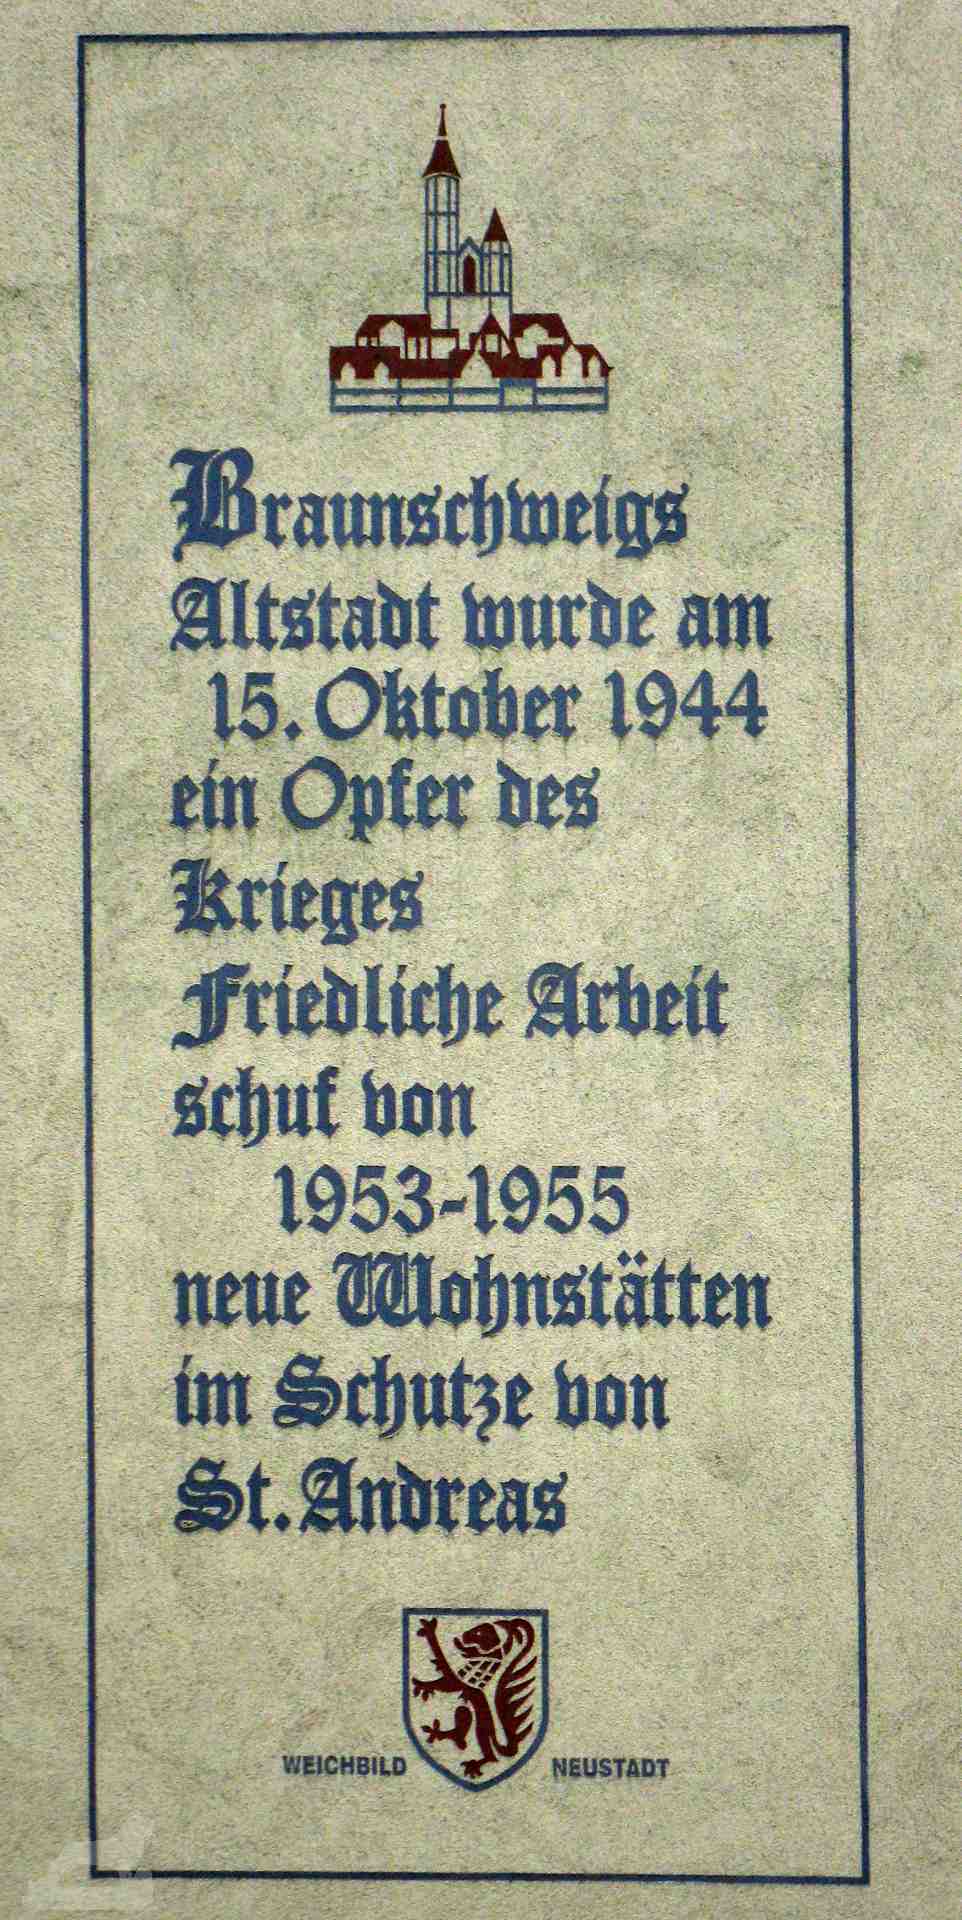 Braunschweigs
Altstadt wurde am
15. Oktober 1944
ein Opfer des
Krieges
Friedliche Arbeit
schuf von
1953-1955
neue Wohnstätten
im Schutze von
St. Andreas
WEICHBILD NEUSTADT